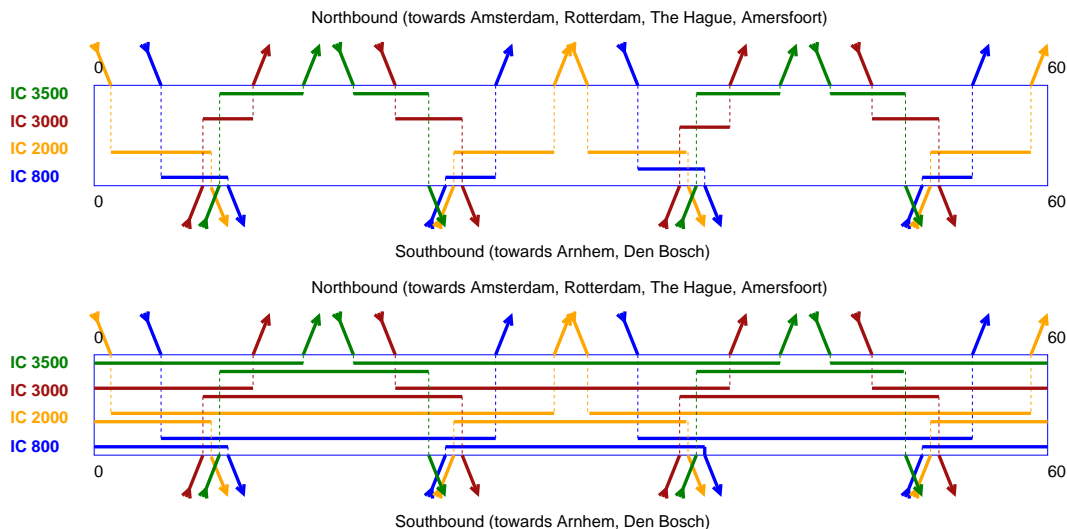 Northbound (towards Amsterdam, Rotterdam, The Hague, Amersfoort)
0 60
IC 3500
IC 3000
IC 2000
IC 800
0 60
Southbound (towards Arnhem, Den Bosch)
Northbound (towards Amsterdam, Rotterdam, The Hague, Amersfoort)
0 60
IC 3500
IC 3000
IC 2000
IC 800
0 60
Southbound (towards Arnhem, Den Bosch)